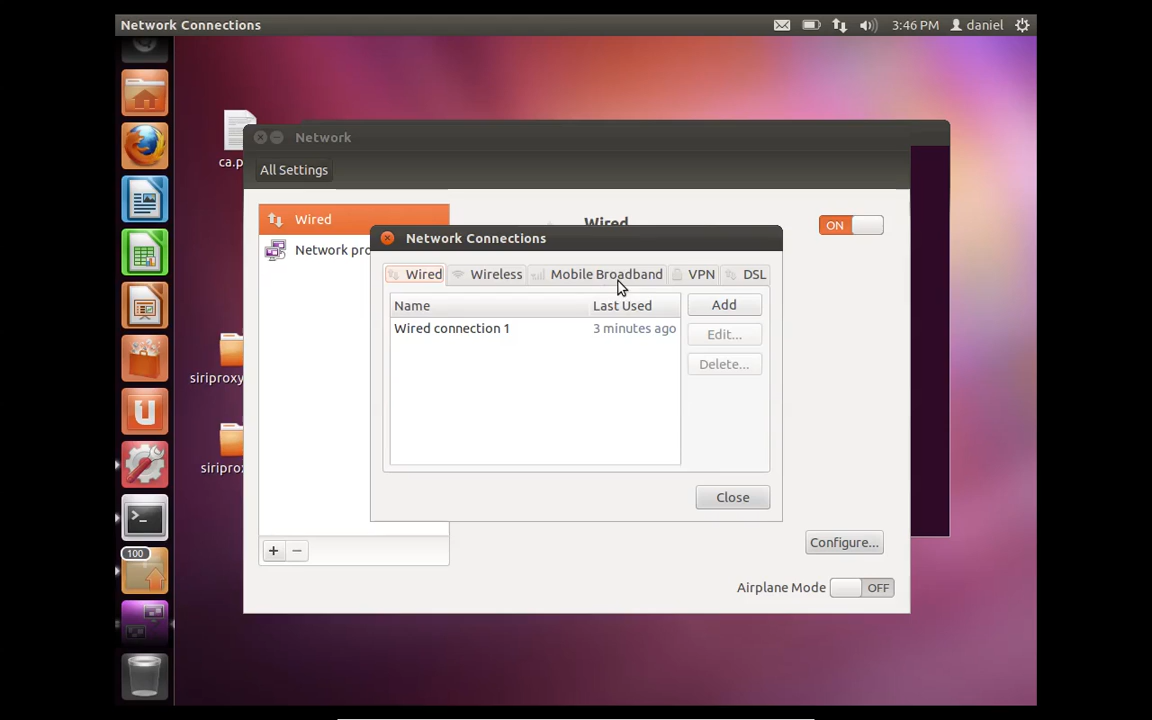 Network Connections
3:46 PM
daniel
ca.p
Network
All Settings
Wired
Network pro
Wired
ON
Network Connections
Wired
Wireless
Mobile Broadband
VPN
DSL
Name
Last Used
Add
Wired connection 1
3 minutes ago
Edit...
Delete...
siriproxy
siriprox
Close
+
−
Configure...
100
Airplane Mode
OFF